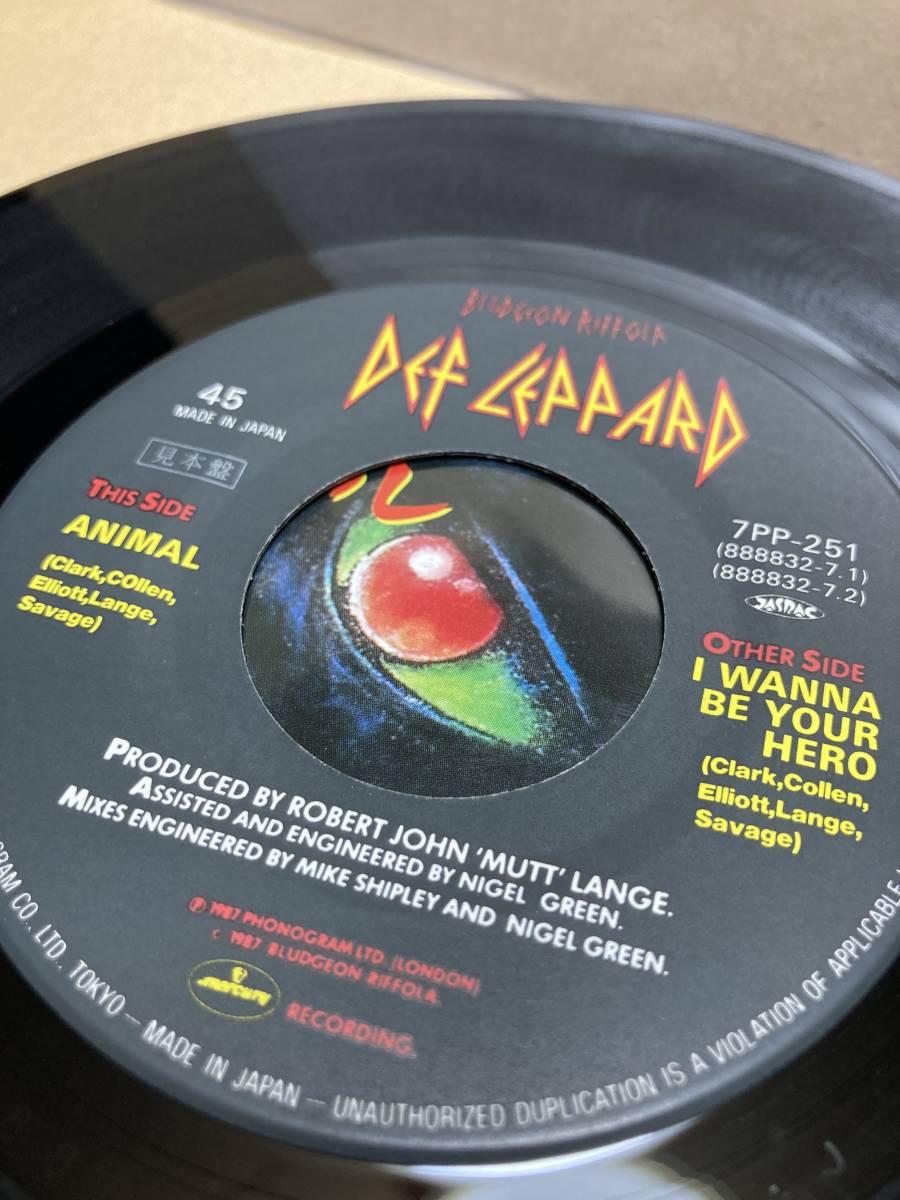 BLUDGEON RIFFOLA
DEF LEPPARD
45
MADE IN JAPAN
見本盤
THIS SIDE
ANIMAL
(Clark,COllen,
Elliott,Lange,
Savage)
7PP-251
(888832-7.1)
(888832-7.2)
JASRAC
OTHER SIDE
I WANNA
BE YOUR
HERO
(Clark,Collen,
Elliott,Lange,
Savage)
PRODUCED BY ROBERT JOHN 'MUTT' LANGE.
ASSISTED AND ENGINEERED BY NIGEL GREEN.
MIXES ENGINEERED BY MIKE SHIPLEY AND NIGEL GREEN.
℗ 1987 PHONOGRAM LTD. (LONDON)
C 1987 BLUDGEON RIFFOLA.
mercury
RECORDING.
CO., LTD. TOKYO — MADE IN JAPAN — UNAUTHORIZED DUPLICATION IS A VIOLATION OF APPLICABLE